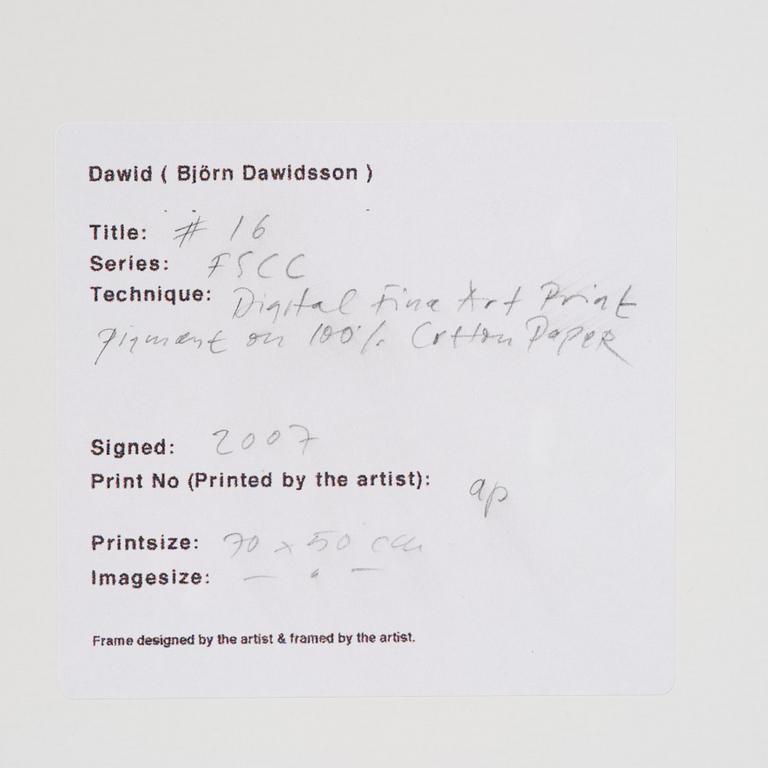 Dawid ( Björn Dawidsson )
Title: # 16
Series: FSCC
Technique: Digital Fine Art Print
pigment on 100% Cotton Paper
Signed: 2007
Print No (Printed by the artist): ap
Printsize: 70 x 50 cm
Imagesize: — " —
Frame designed by the artist & framed by the artist.